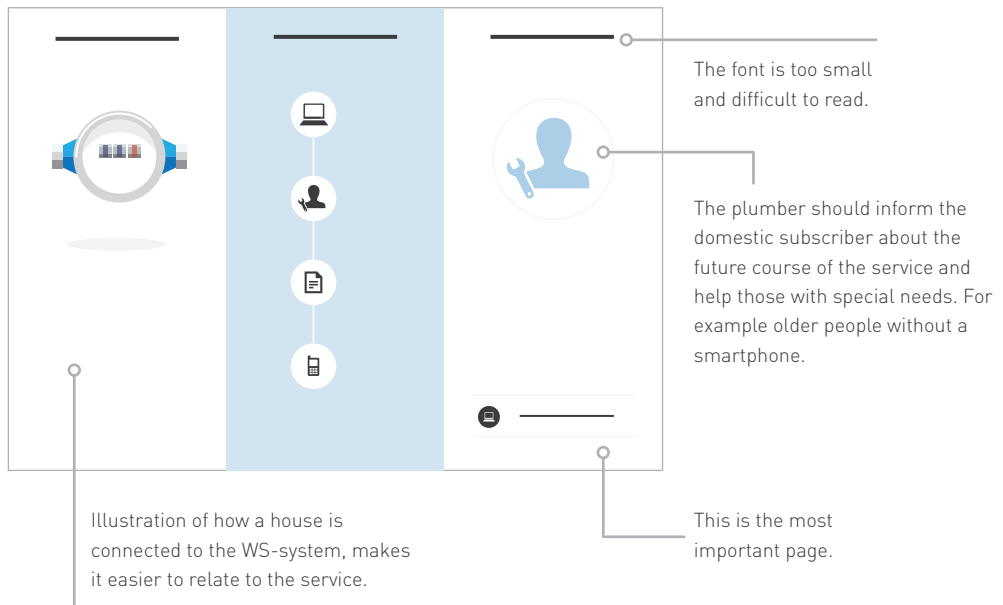 The font is too small
and difficult to read.
The plumber should inform the
domestic subscriber about the
future course of the service and
help those with special needs. For
example older people without a
smartphone.
Illustration of how a house is
connected to the WS-system, makes
it easier to relate to the service.
This is the most
important page.